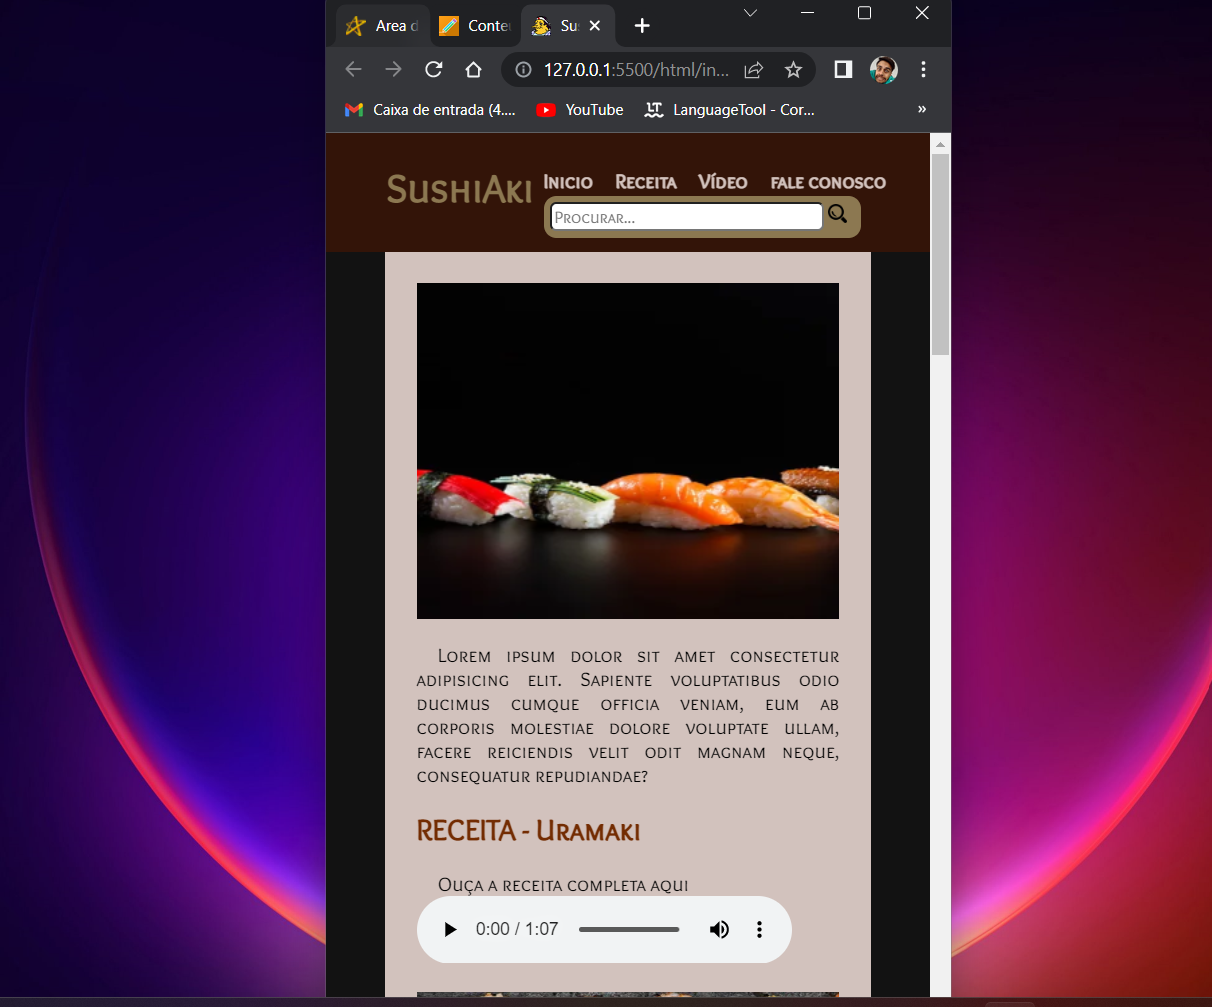 Area d
Conte
Su
127.0.0.1:5500/html/in...
Caixa de entrada (4....
YouTube
LanguageTool - Cor...
»
SushiAki
Inicio Receita Vídeo fale conosco
Procurar...
Lorem ipsum dolor sit amet consectetur
adipisicing elit. Sapiente voluptatibus odio
ducimus cumque officia veniam, eum ab
corporis molestiae dolore voluptate ullam,
facere reiciendis velit odit magnam neque,
consequatur repudiandae?
RECEITA - Uramaki
Ouça a receita completa aqui
0:00 / 1:07